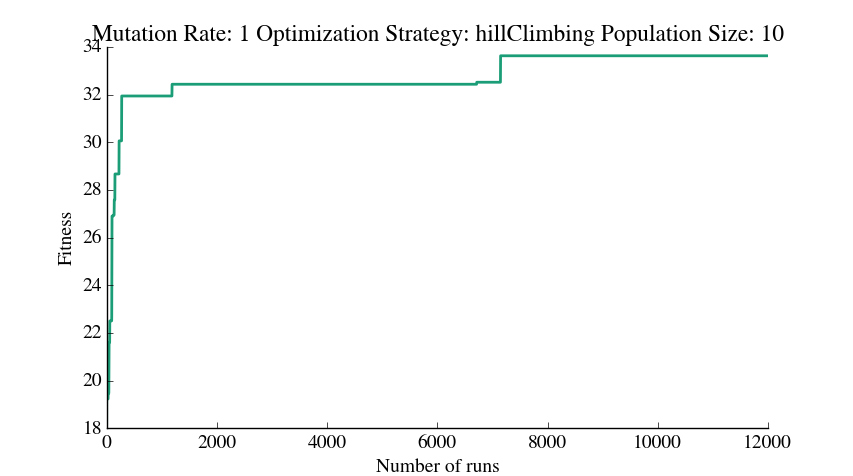 Mutation Rate: 1 Optimization Strategy: hillClimbing Population Size: 10
34
32
30
28
26
24
22
20
18
Fitness
0 2000 4000 6000 8000 10000 12000
Number of runs